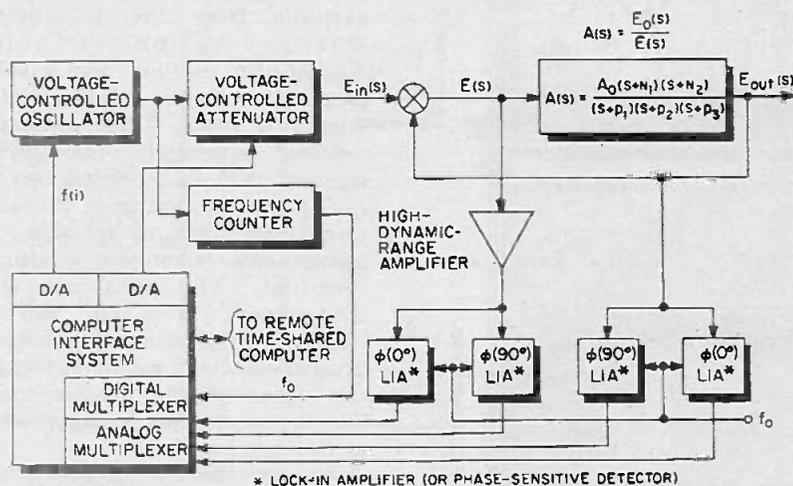 A(s) = E₀(s) / E(s)
VOLTAGE-
CONTROLLED
OSCILLATOR
VOLTAGE-
CONTROLLED
ATTENUATOR
Ein(s)
E(s)
A(s) = A₀(s+N₁)(s+N₂) / (s+p₁)(s+p₂)(s+p₃)
Eout(s)
f(i)
FREQUENCY
COUNTER
HIGH-
DYNAMIC-
RANGE
AMPLIFIER
D/A
D/A
COMPUTER
INTERFACE
SYSTEM
TO REMOTE
TIME-SHARED
COMPUTER
f₀
DIGITAL
MULTIPLEXER
ANALOG
MULTIPLEXER
ϕ(0°)
LIA*
ϕ(90°)
LIA*
ϕ(90°)
LIA*
ϕ(0°)
LIA*
f₀
* LOCK-IN AMPLIFIER (OR PHASE-SENSITIVE DETECTOR)